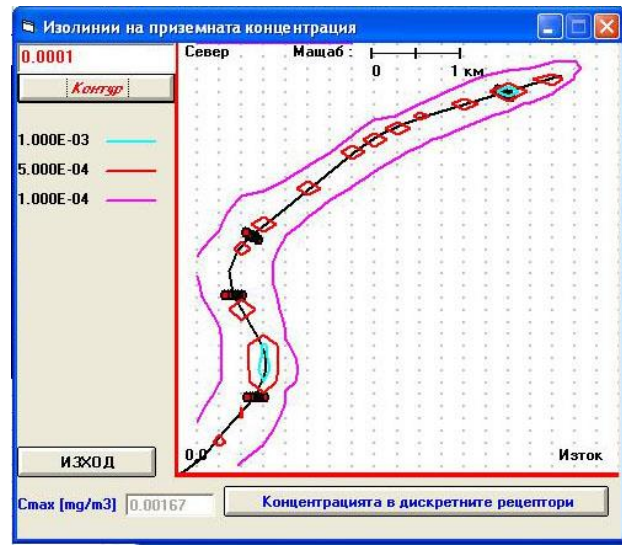 Изолинии на приземната концентрация
0.0001
Контур
1.000E-03
5.000E-04
1.000E-04
Север
Мащаб :
0 1 км
0.0
Изток
ИЗХОД
Cmax [mg/m3] 0.00167
Концентрацията в дискретните рецептори